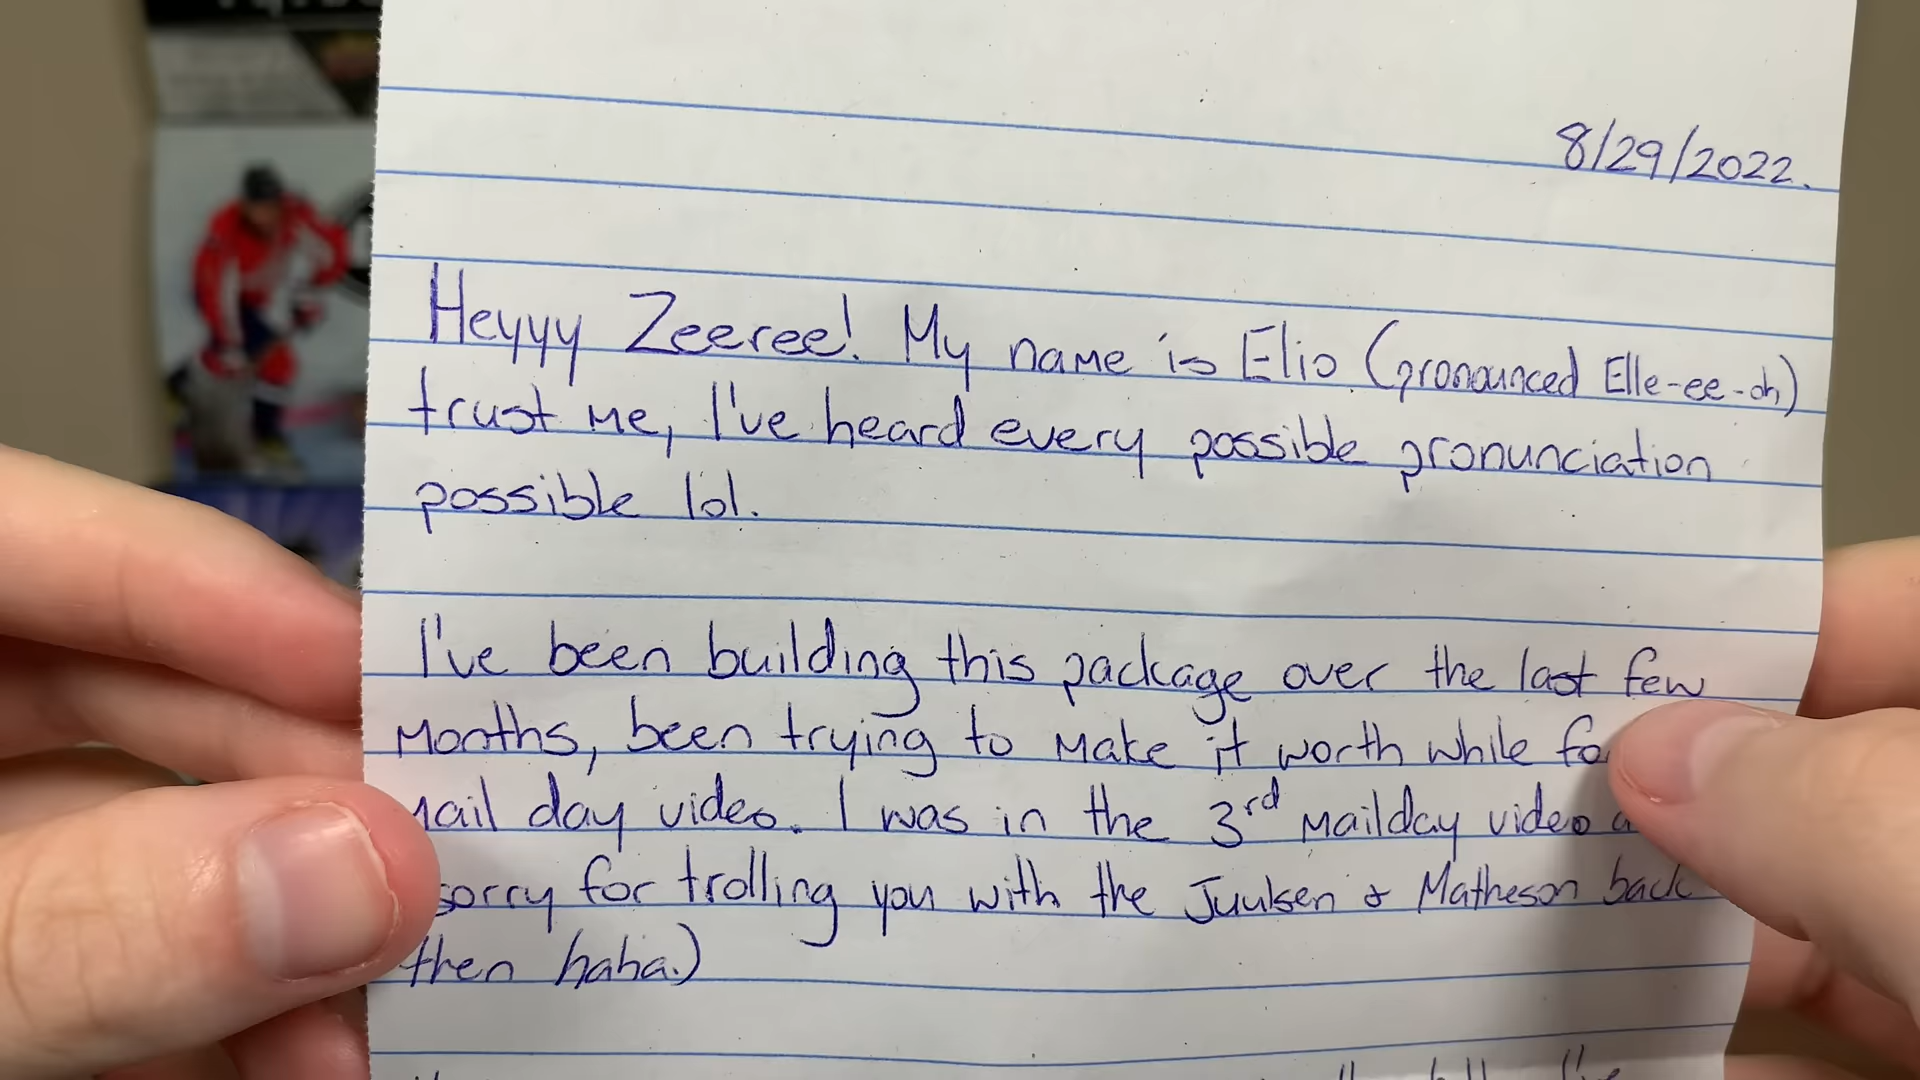 8/29/2022.
Heyyy Zeeree! My name is Elio (pronounced Elle-ee-oh)
trust me, I've heard every possible pronunciation
possible lol.
I've been building this package over the last few
months, been trying to make it worth while
day video. I was in the 3rd mailday video
sorry for trolling you with the Juulsen & Matheson back
then haha.)